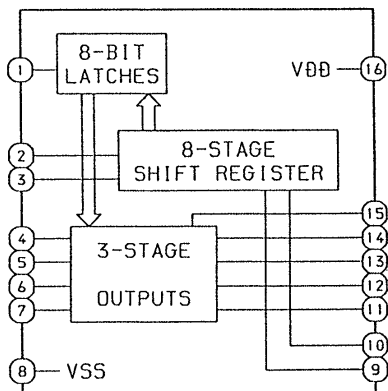 8-BIT
LATCHES
1
VDD
16
8-STAGE
SHIFT REGISTER
2
3
15
4
3-STAGE
14
5
13
6
OUTPUTS
12
7
11
10
8
VSS
9